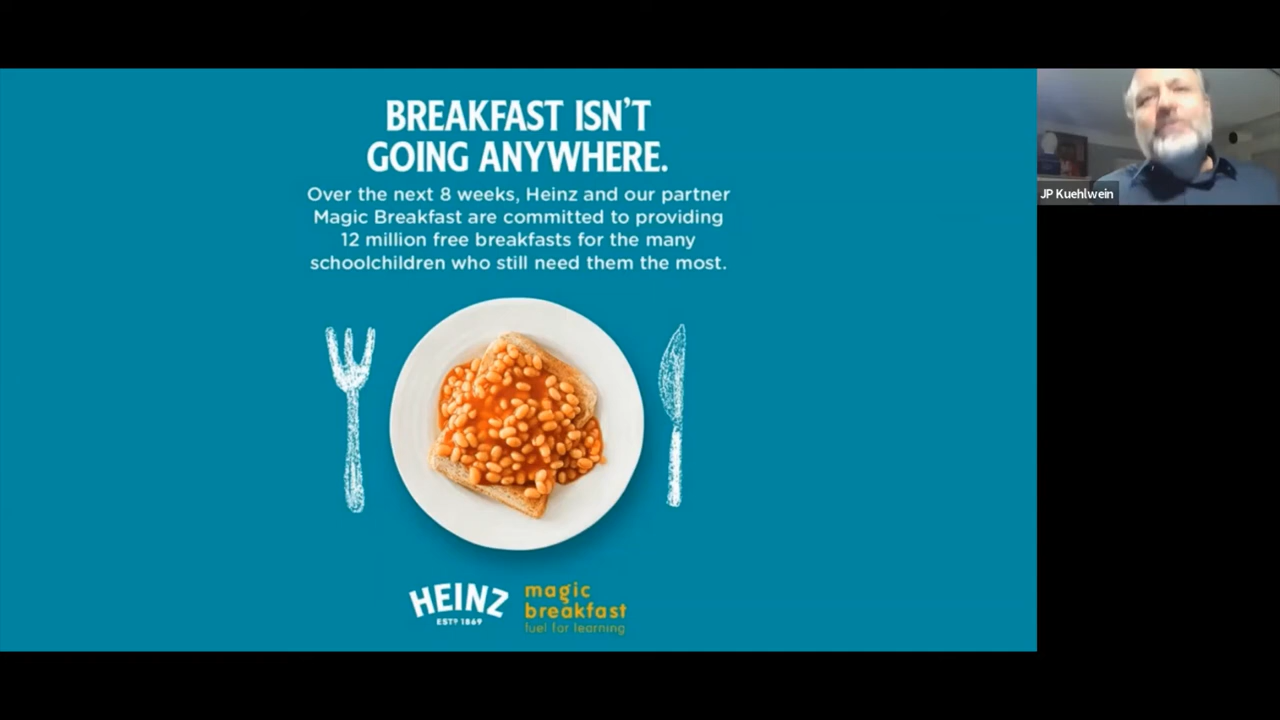 BREAKFAST ISN'T
GOING ANYWHERE.
Over the next 8 weeks, Heinz and our partner
Magic Breakfast are committed to providing
12 million free breakfasts for the many
schoolchildren who still need them the most.
HEINZ
ESTD 1869
magic
breakfast
fuel for learning
JP Kuehlwein